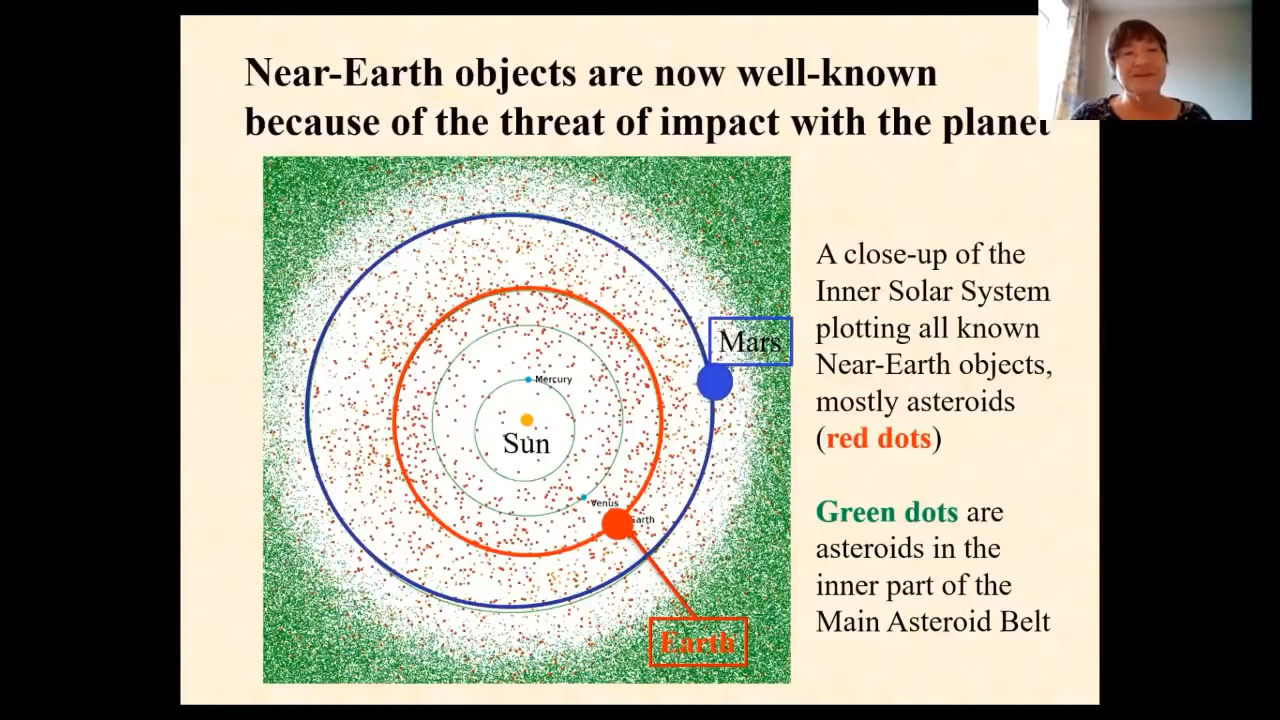 Near-Earth objects are now well-known
because of the threat of impact with the planet
Mars
Mercury
Sun
Venus
Earth
Earth
A close-up of the
Inner Solar System
plotting all known
Near-Earth objects,
mostly asteroids
(red dots)
Green dots are
asteroids in the
inner part of the
Main Asteroid Belt